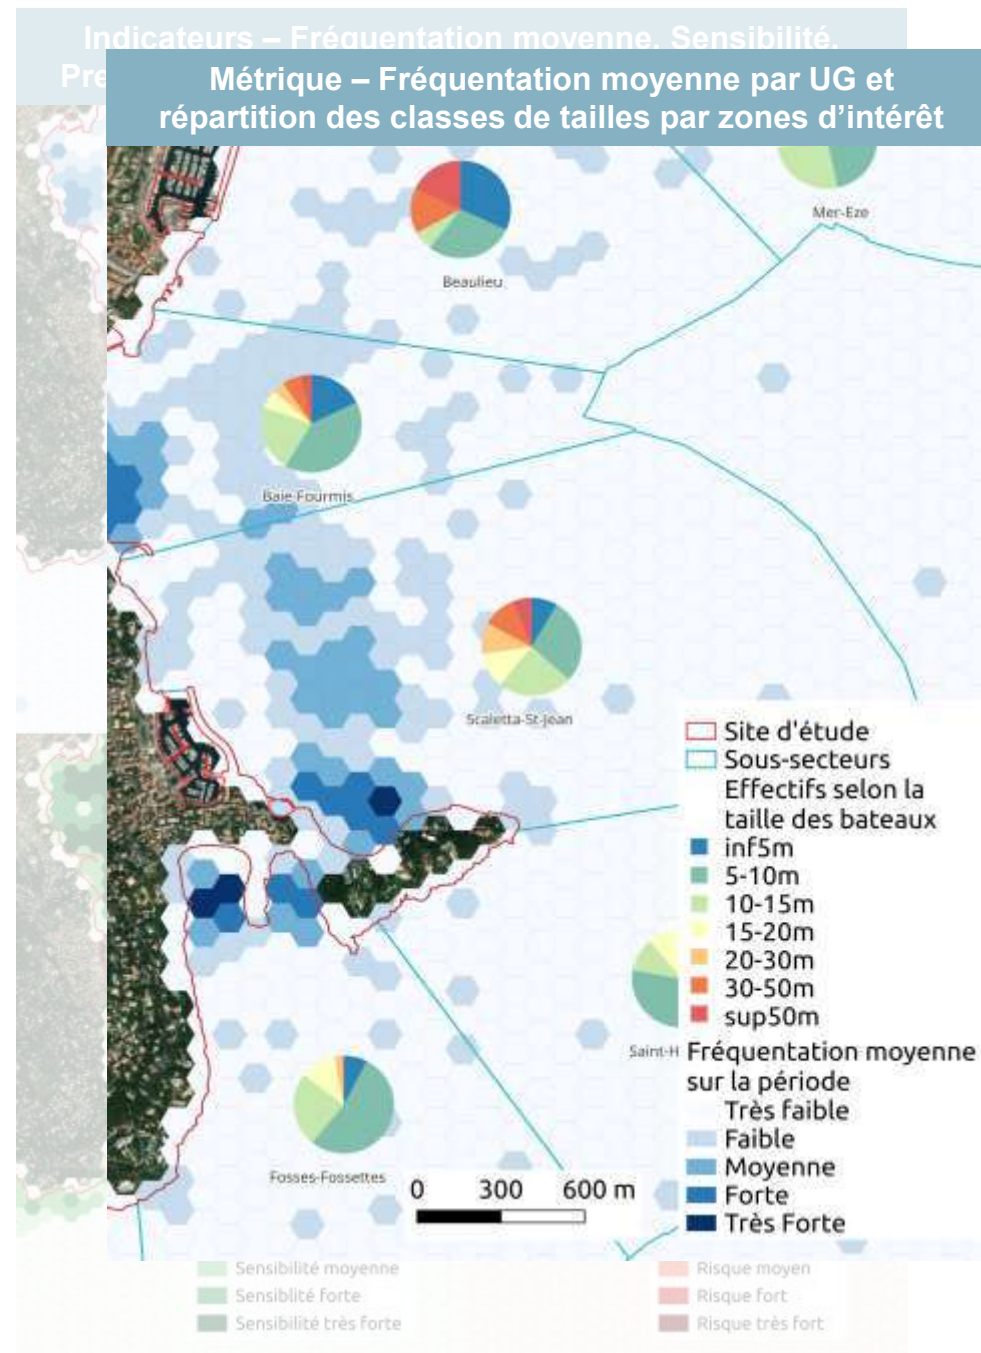 Indicateurs – Fréquentation moyenne, Sensibilité,
Pre
Métrique – Fréquentation moyenne par UG et
répartition des classes de tailles par zones d'intérêt
Mer-Eze
Beaulieu
Baie-Fourmis
Scaletta-St-Jean
Site d'étude
Sous-secteurs
Effectifs selon la
taille des bateaux
inf5m
5-10m
10-15m
15-20m
20-30m
30-50m
sup50m
Saint-H
Fréquentation moyenne
sur la période
Très faible
Faible
Moyenne
Forte
Très Forte
Fosses-Fossettes
0 300 600 m
Sensibilité moyenne
Sensiblité forte
Sensibilité très forte
Risque moyen
Risque fort
Risque très fort